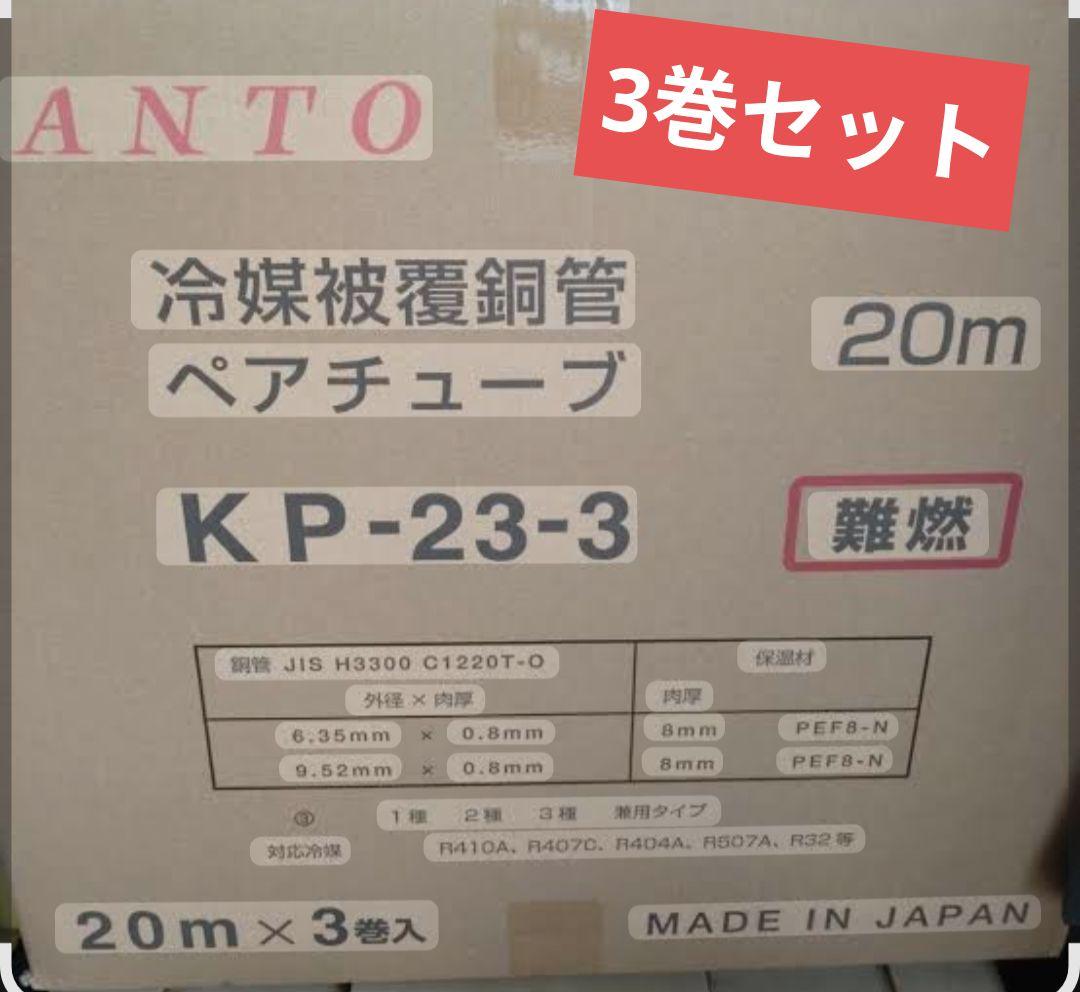 ANTO
3巻セット
冷媒被覆銅管
ペアチューブ
20m
KP-23-3
難燃
銅管 JIS H3300 C1220T-O
保温材
外径 × 肉厚
肉厚
6.35mm × 0.8mm 8mm PEF8-N
9.52mm × 0.8mm 8mm PEF8-N
③ 1種 2種 3種 兼用タイプ
対応冷媒 R410A、R407C、R404A、R507A、R32等
20m×3巻入
MADE IN JAPAN